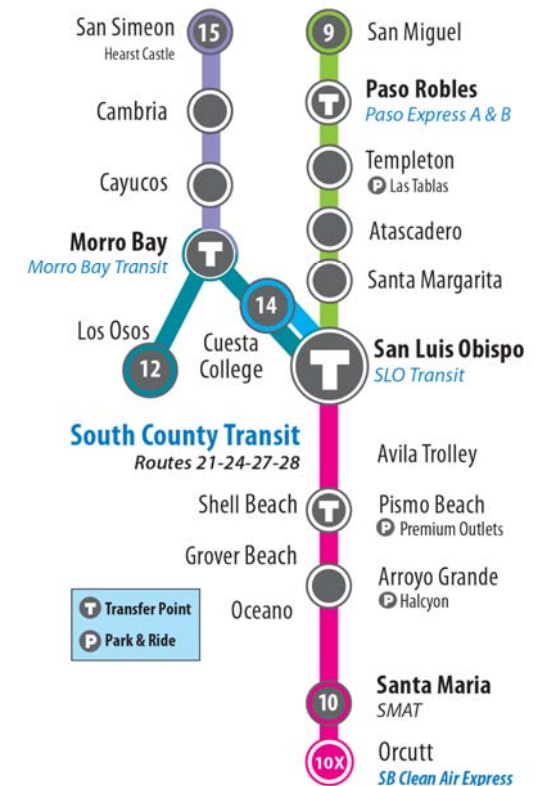 15
San Simeon
Hearst Castle
Cambria
Cayucos
Morro Bay
Morro Bay Transit
T
Los Osos
12
14
Cuesta
College
9
San Miguel
T
Paso Robles
Paso Express A & B
Templeton
P Las Tablas
Atascadero
Santa Margarita
T
San Luis Obispo
SLO Transit
South County Transit
Routes 21-24-27-28
Avila Trolley
Shell Beach
T
Pismo Beach
P Premium Outlets
Grover Beach
Arroyo Grande
P Halcyon
Oceano
T Transfer Point
P Park & Ride
10
Santa Maria
SMAT
10X
Orcutt
SB Clean Air Express